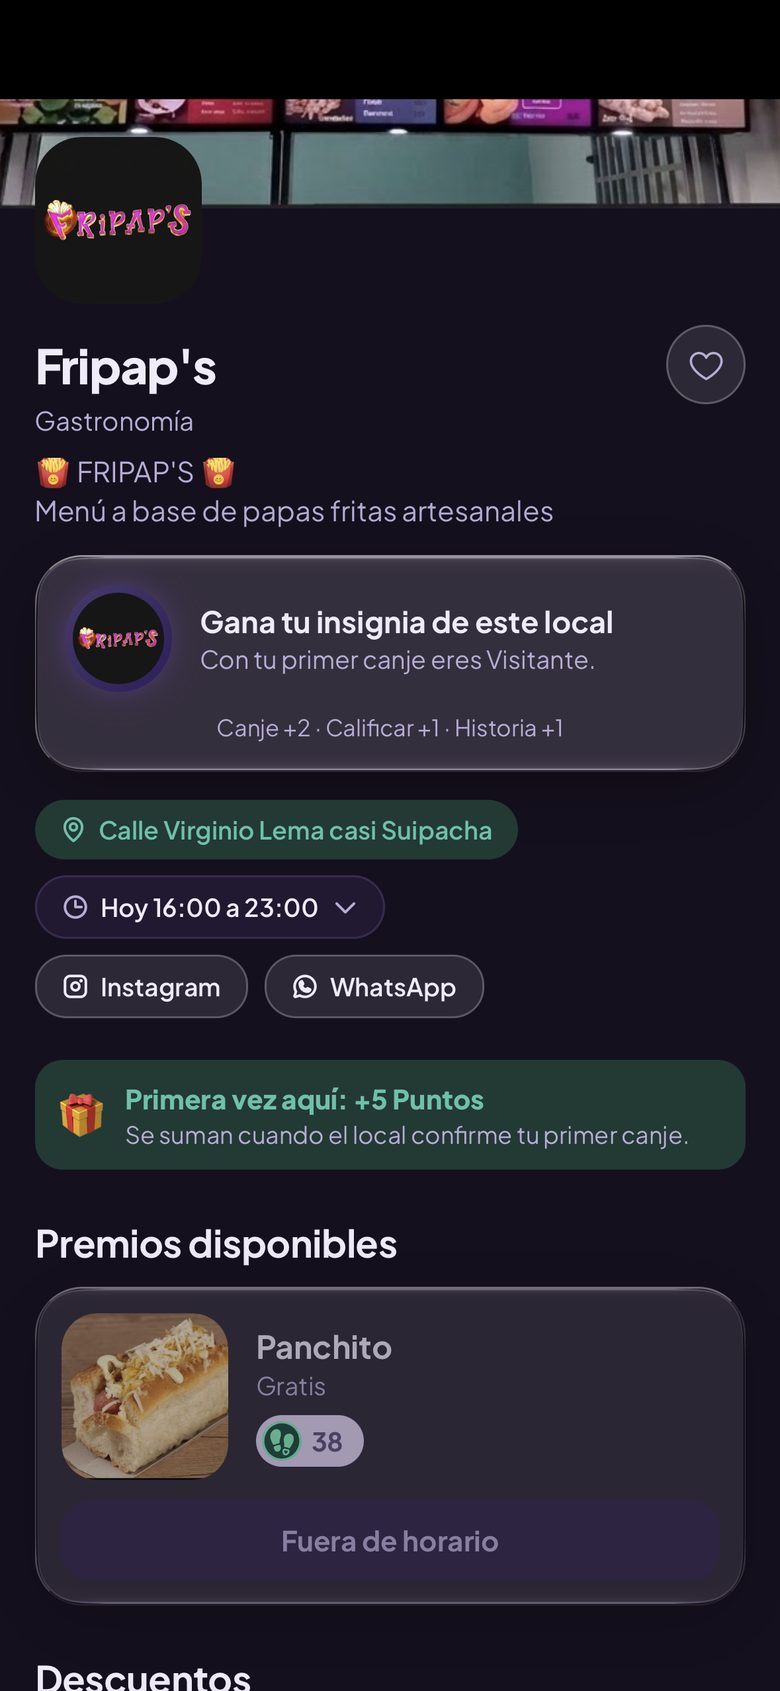 FRIPAP'S
Fripap's
Gastronomía
🍟 FRIPAP'S 🍟
Menú a base de papas fritas artesanales
FRIPAP'S
Gana tu insignia de este local
Con tu primer canje eres Visitante.
Canje +2 · Calificar +1 · Historia +1
Calle Virginio Lema casi Suipacha
Hoy 16:00 a 23:00
Instagram
WhatsApp
Primera vez aquí: +5 Puntos
Se suman cuando el local confirme tu primer canje.
Premios disponibles
Panchito
Gratis
38
Fuera de horario
Descuentos